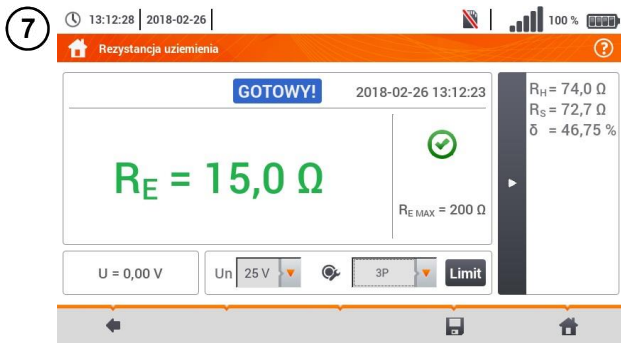 7
13:12:28 2018-02-26 100 %
Rezystancja uziemienia ?
GOTOWY! 2018-02-26 13:12:23
R_E = 15,0 Ω
R_E MAX = 200 Ω
R_H = 74,0 Ω
R_S = 72,7 Ω
δ = 46,75 %
U = 0,00 V
Un 25 V 3P Limit